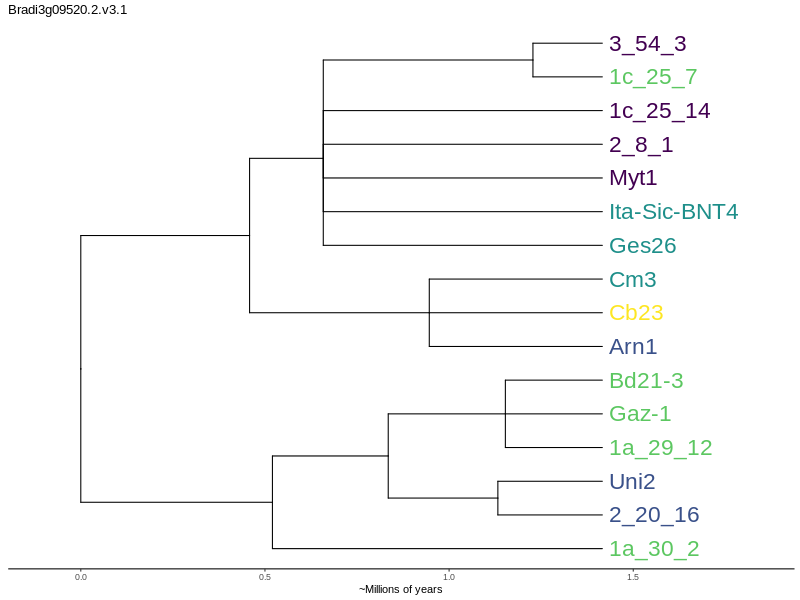 Bradi3g09520.2.v3.1
3_54_3
1c_25_7
1c_25_14
2_8_1
Myt1
Ita-Sic-BNT4
Ges26
Cm3
Cb23
Arn1
Bd21-3
Gaz-1
1a_29_12
Uni2
2_20_16
1a_30_2
0.0 0.5 1.0 1.5
~Millions of years